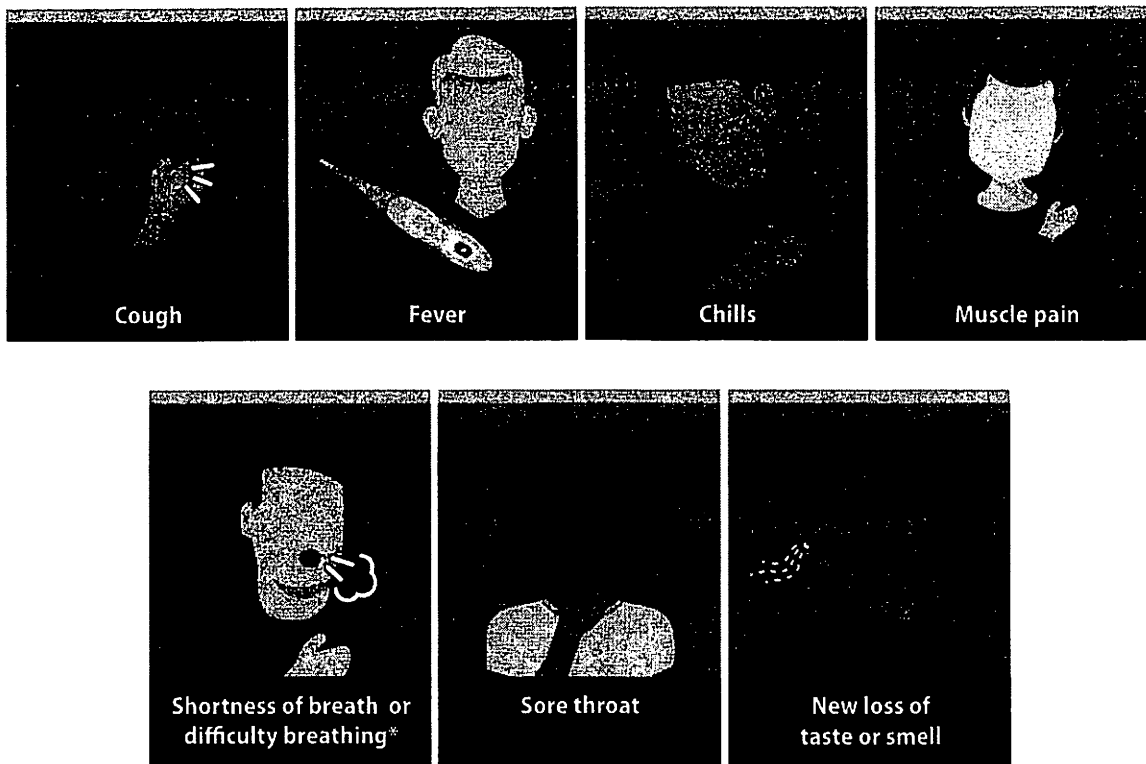 Cough
Fever
Chills
Muscle pain
Shortness of breath or
difficulty breathing*
Sore throat
New loss of
taste or smell